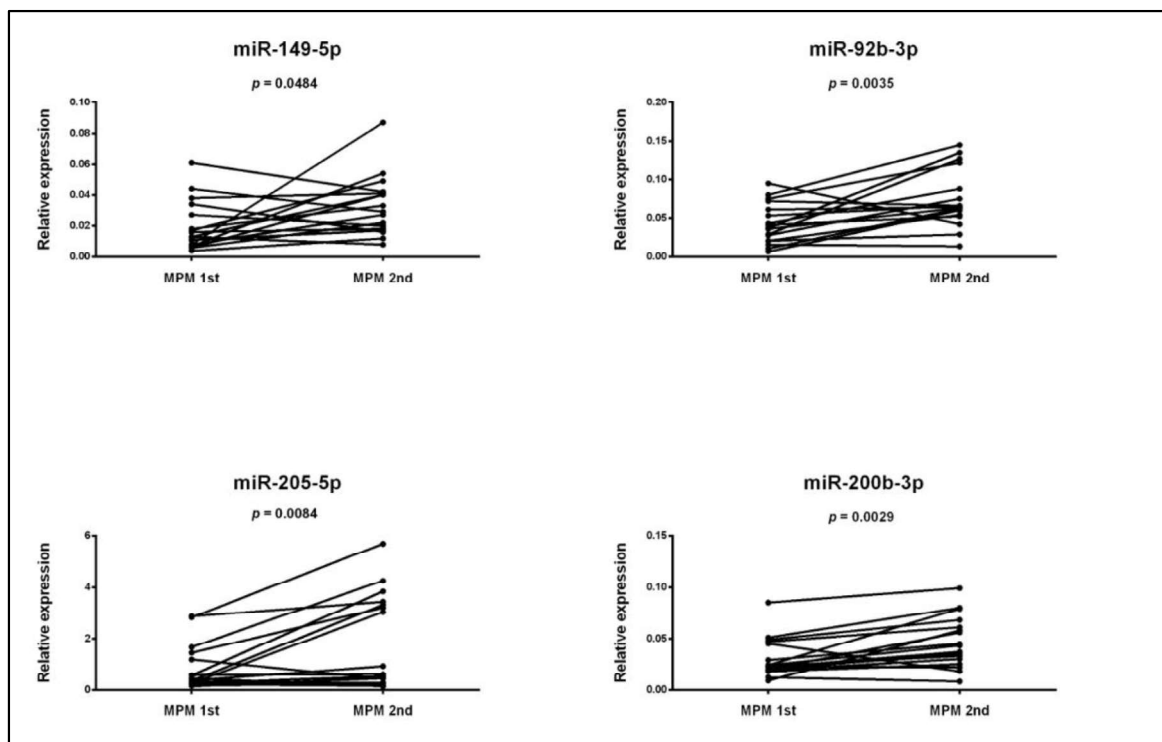 miR-149-5p
p = 0.0484
Relative expression
0.10
0.08
0.06
0.04
0.02
0.00
MPM 1st
MPM 2nd
miR-92b-3p
p = 0.0035
Relative expression
0.20
0.15
0.10
0.05
0.00
MPM 1st
MPM 2nd
miR-205-5p
p = 0.0084
Relative expression
6
4
2
0
MPM 1st
MPM 2nd
miR-200b-3p
p = 0.0029
Relative expression
0.15
0.10
0.05
0.00
MPM 1st
MPM 2nd